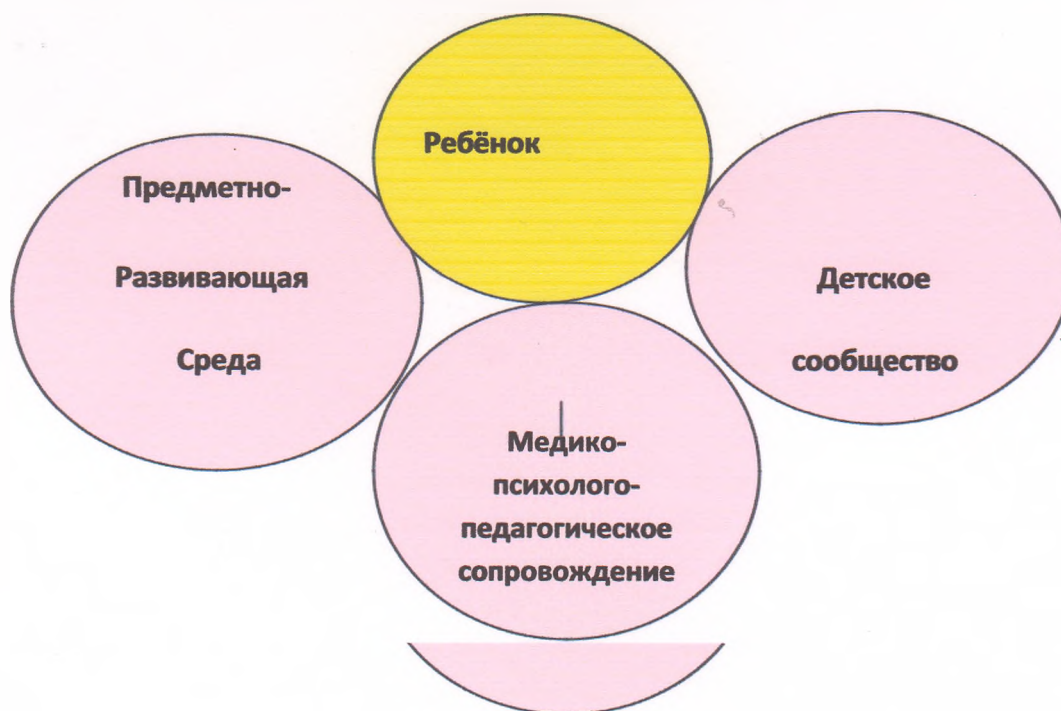 Ребёнок
Предметно-
Развивающая
Среда
Детское
сообщество
Медико-
психолого-
педагогическое
сопровождение